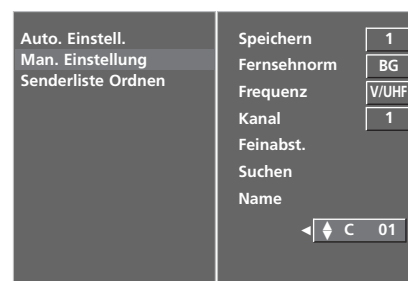 Auto. Einstell.
Man. Einstellung
Senderliste Ordnen
Speichern 1
Fernsehnorm BG
Frequenz V/UHF
Kanal 1
Feinabst.
Suchen
Name
C 01